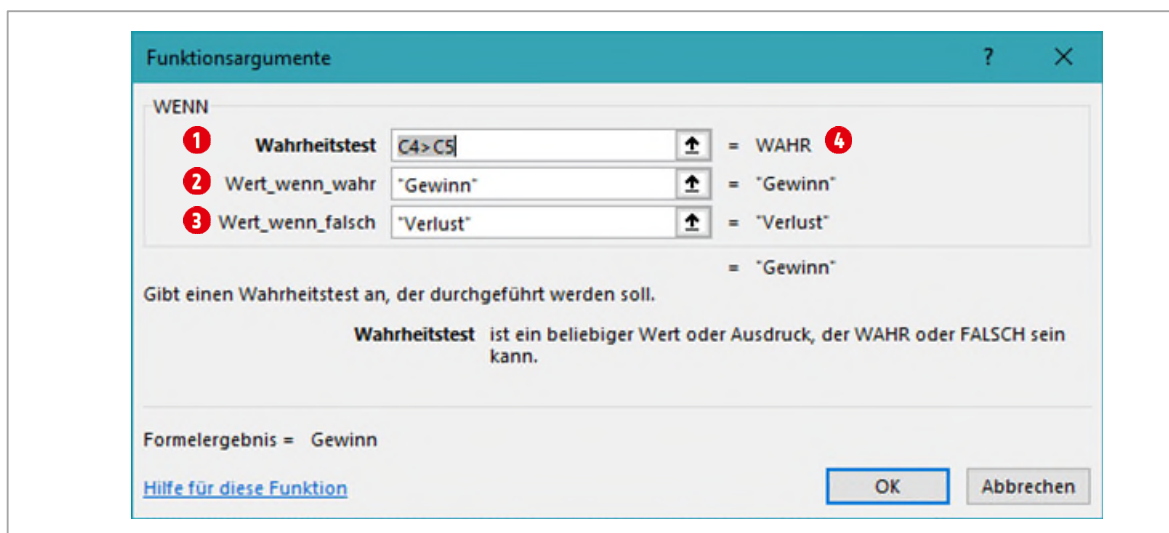 Funktionsargumente ? ×
WENN
1 Wahrheitstest C4>C5 = WAHR 4
2 Wert_wenn_wahr "Gewinn" = "Gewinn"
3 Wert_wenn_falsch "Verlust" = "Verlust"
= "Gewinn"
Gibt einen Wahrheitstest an, der durchgeführt werden soll.
Wahrheitstest ist ein beliebiger Wert oder Ausdruck, der WAHR oder FALSCH sein
kann.
Formelergebnis = Gewinn
Hilfe für diese Funktion OK Abbrechen